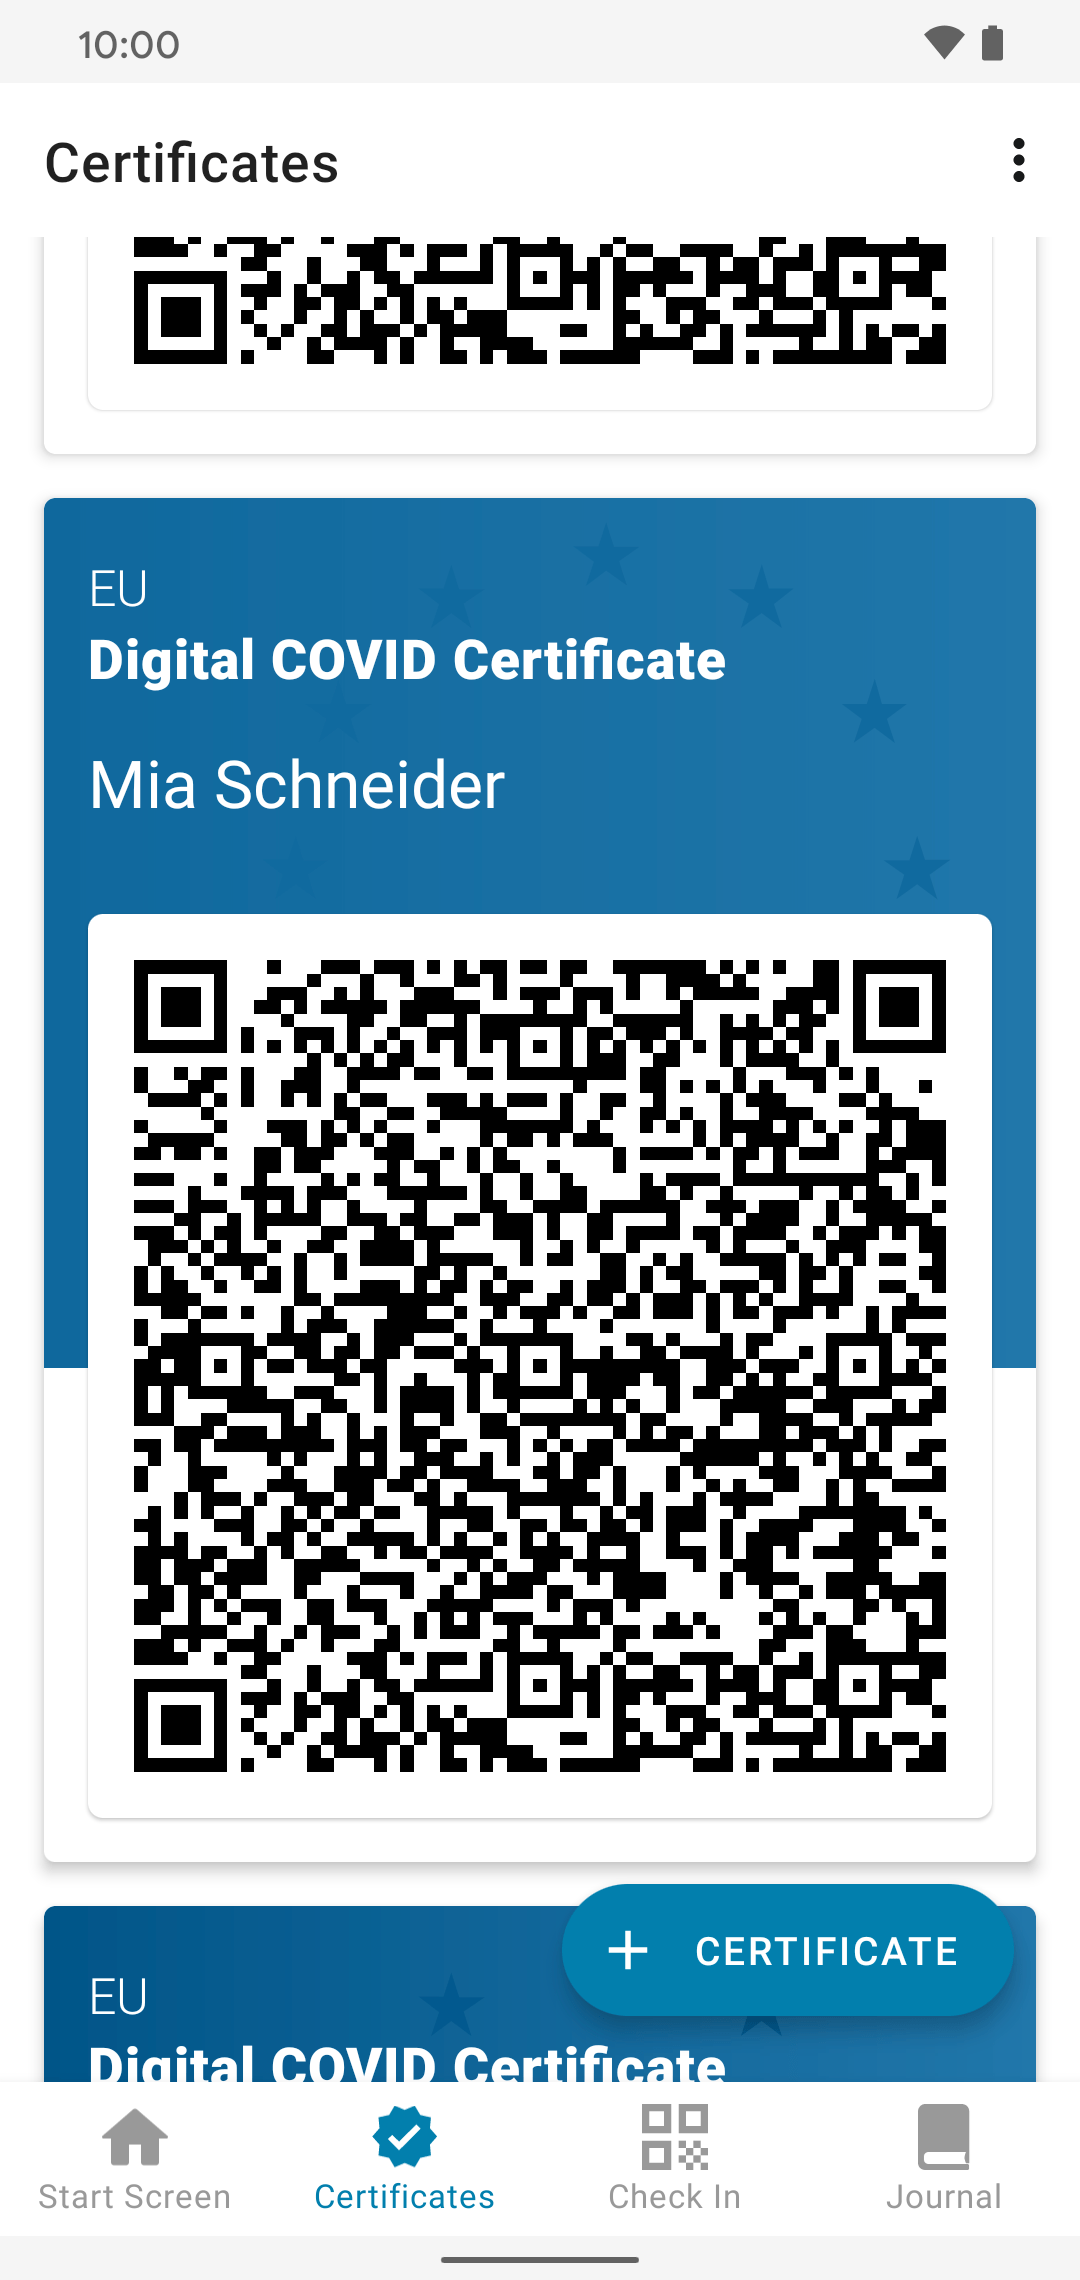 10:00
Certificates
EU
Digital COVID Certificate
Mia Schneider
CERTIFICATE
EU
Digital COVID Certificate
Start Screen
Certificates
Check In
Journal